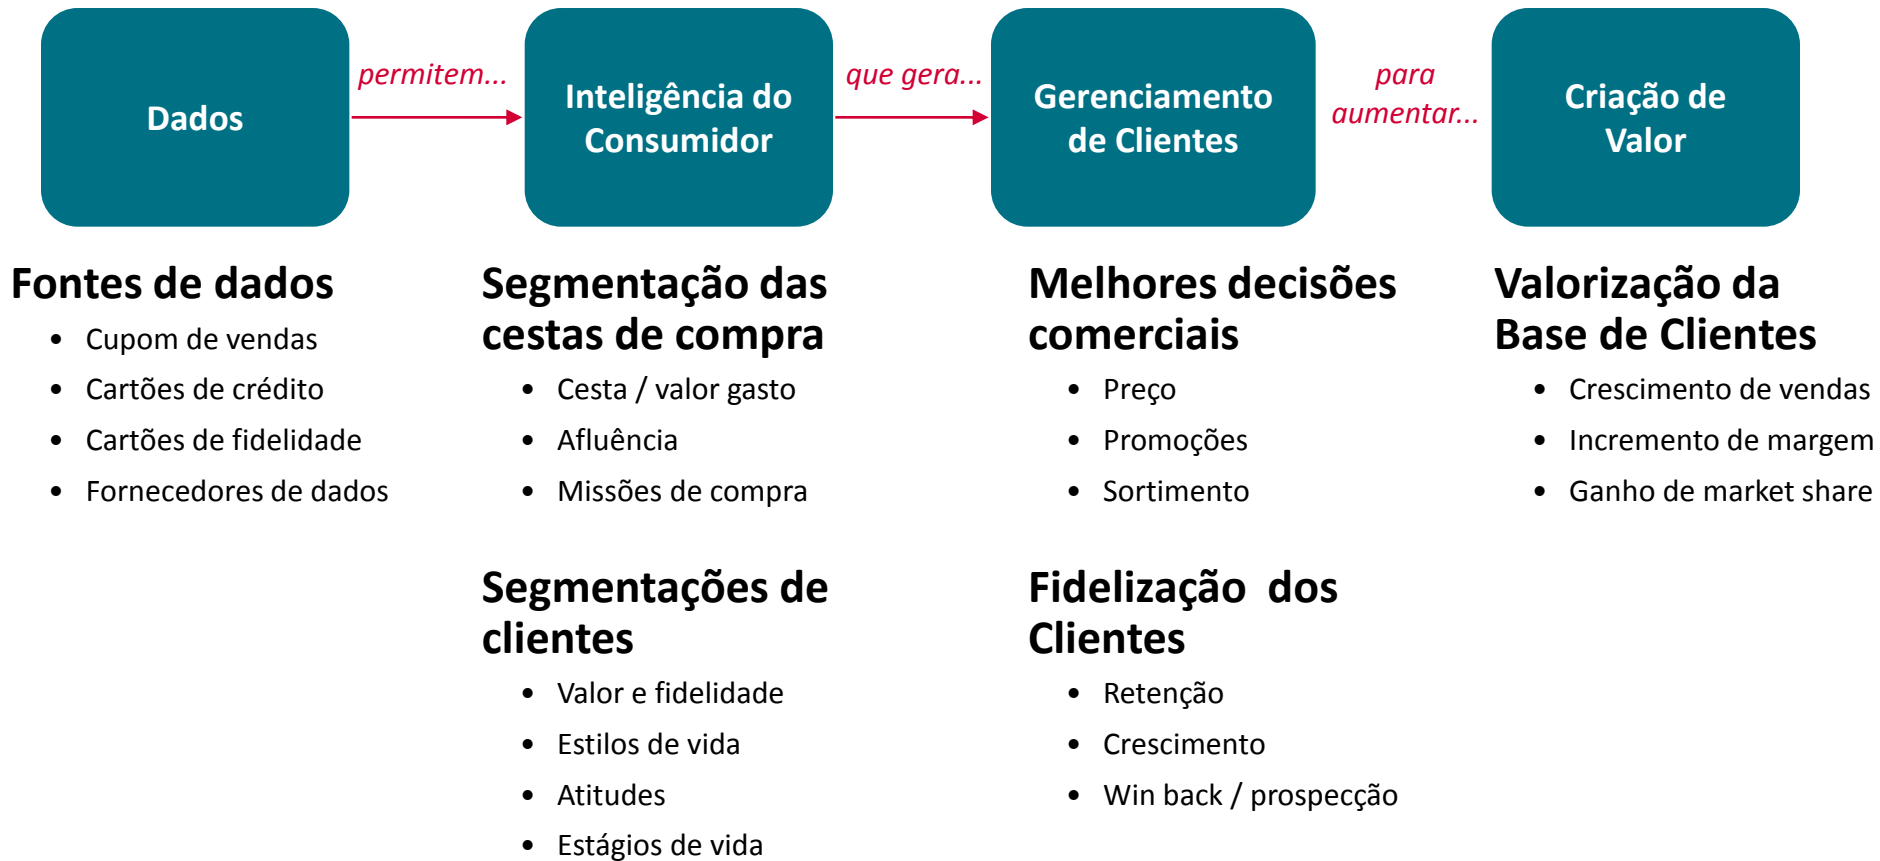 Dados
permitem...
Inteligência do
Consumidor
que gera...
Gerenciamento
de Clientes
para
aumentar...
Criação de
Valor
Fontes de dados
• Cupom de vendas
• Cartões de crédito
• Cartões de fidelidade
• Fornecedores de dados
Segmentação das
cestas de compra
• Cesta / valor gasto
• Afluência
• Missões de compra
Segmentações de
clientes
• Valor e fidelidade
• Estilos de vida
• Atitudes
• Estágios de vida
Melhores decisões
comerciais
• Preço
• Promoções
• Sortimento
Fidelização  dos
Clientes
• Retenção
• Crescimento
• Win back / prospecção
Valorização da
Base de Clientes
• Crescimento de vendas
• Incremento de margem
• Ganho de market share